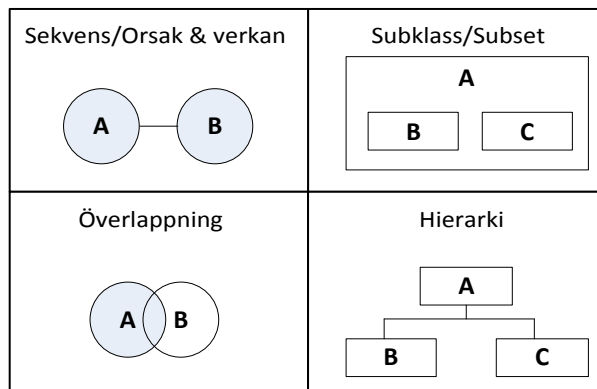 Sekvens/Orsak & verkan
A B
Subklass/Subset
A
B C
Överlappning
A B
Hierarki
A
B C